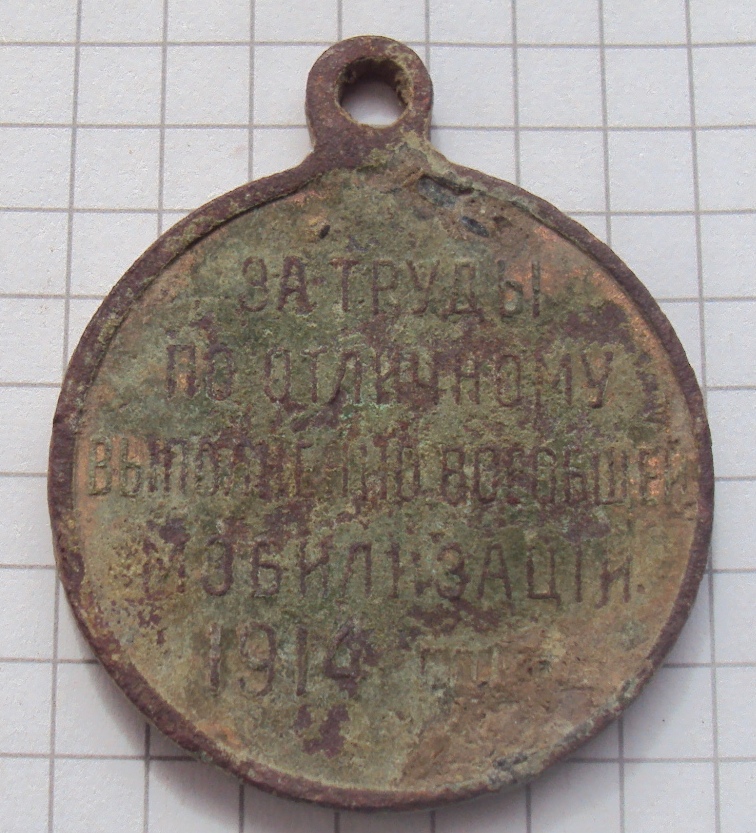 ЗА ТРУДЫ
ПО ОТЛИЧНОМУ
ВЫПОЛНЕНІЮ ВСЕОБЩЕЙ
МОБИЛИЗАЦІИ
1914